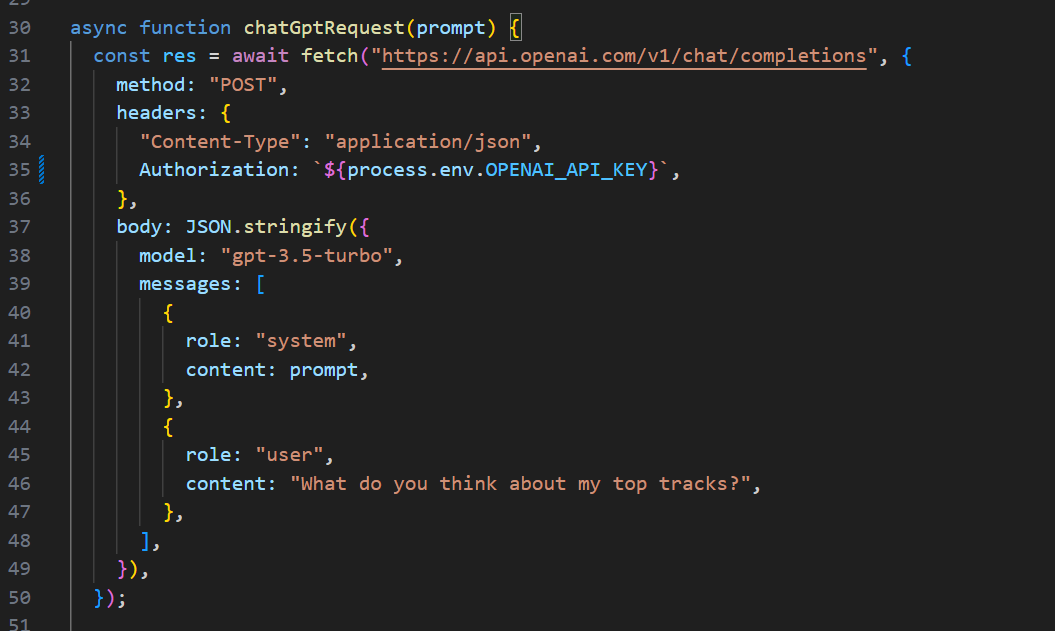 29
30 async function chatGptRequest(prompt) {
31 const res = await fetch("https://api.openai.com/v1/chat/completions", {
32 method: "POST",
33 headers: {
34 "Content-Type": "application/json",
35 Authorization: `${process.env.OPENAI_API_KEY}`,
36 },
37 body: JSON.stringify({
38 model: "gpt-3.5-turbo",
39 messages: [
40 {
41 role: "system",
42 content: prompt,
43 },
44 {
45 role: "user",
46 content: "What do you think about my top tracks?",
47 },
48 ],
49 }),
50 });
51